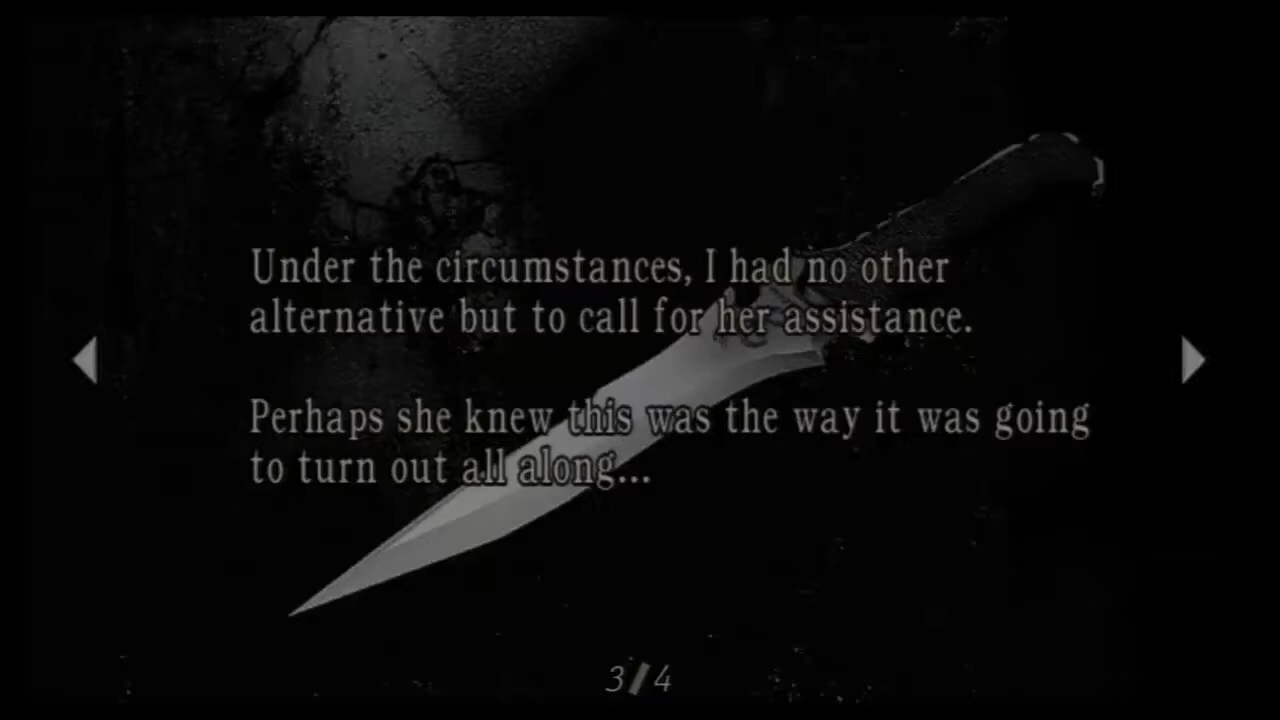 Under the circumstances, I had no other
alternative but to call for her assistance.
Perhaps she knew this was the way it was going
to turn out all along...
3/4